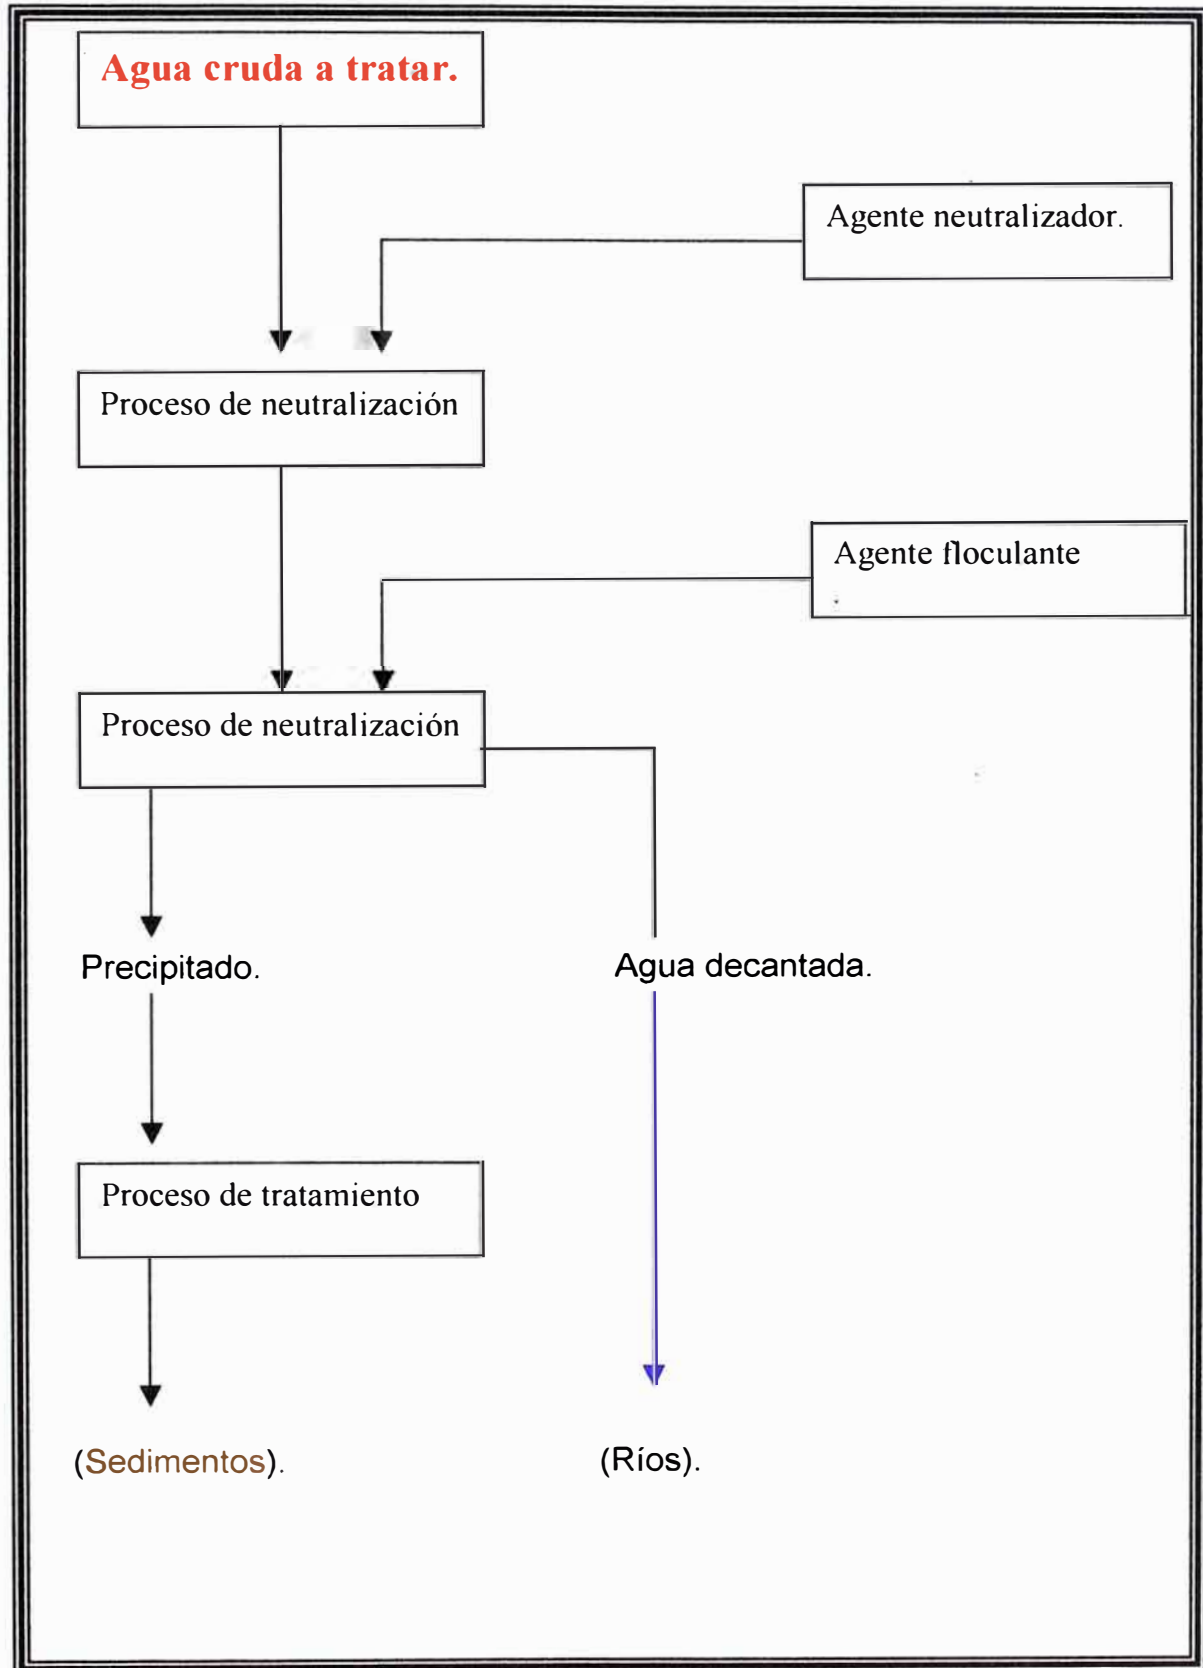 Agua cruda a tratar.
Agente neutralizador.
Proceso de neutralización
Agente floculante
.
Proceso de neutralización
Precipitado.
Agua decantada.
Proceso de tratamiento
(Sedimentos).
(Ríos).